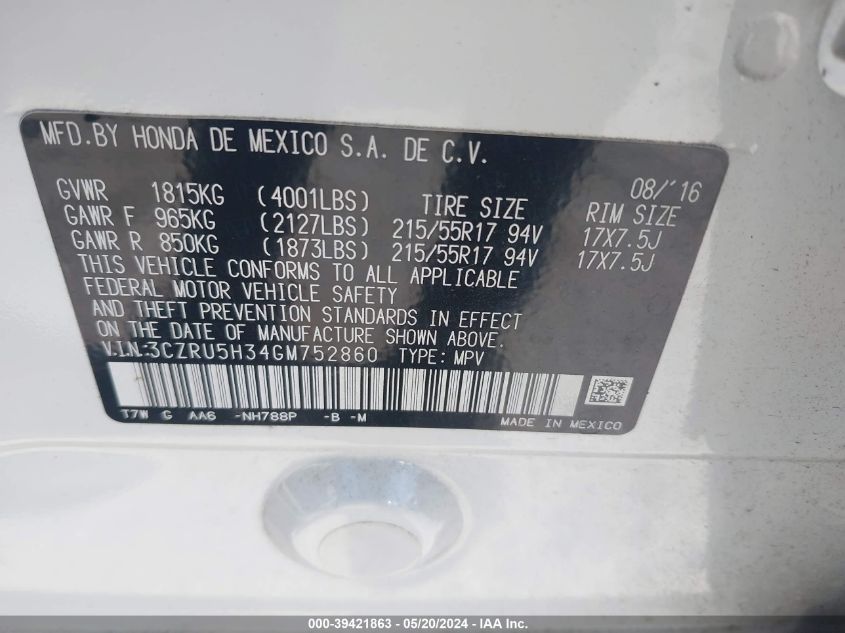 MFD.BY HONDA DE MEXICO S.A. DE C.V.
08/'16
GVWR 1815KG (4001LBS) TIRE SIZE RIM SIZE
GAWR F 965KG (2127LBS) 215/55R17 94V 17X7.5J
GAWR R 850KG (1873LBS) 215/55R17 94V 17X7.5J
THIS VEHICLE CONFORMS TO ALL APPLICABLE
FEDERAL MOTOR VEHICLE SAFETY
AND THEFT PREVENTION STANDARDS IN EFFECT
ON THE DATE OF MANUFACTURE SHOWN ABOVE.
V.I.N:3CZRU5H34GM752860 TYPE: MPV
T7W G AA6 -NH788P -B -M
MADE IN MEXICO
000-39421863 — 05/20/2024 — IAA Inc.